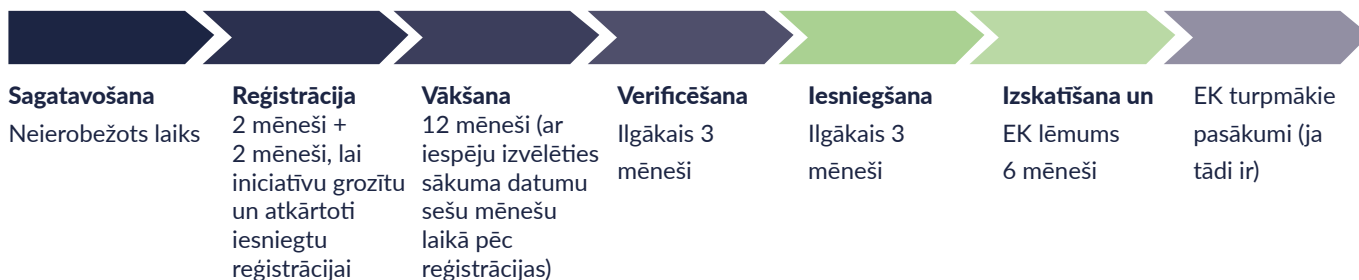 Sagatavošana
Neierobežots laiks
Reģistrācija
2 mēneši +
2 mēneši, lai
iniciatīvu grozītu
un atkārtoti
iesniegtu
reģistrācijai
Vākšana
12 mēneši (ar
iespēju izvēlēties
sākuma datumu
sešu mēnešu
laikā pēc
reģistrācijas)
Verificēšana
Ilgākais 3
mēneši
Iesniegšana
Ilgākais 3
mēneši
Izskatīšana un
EK lēmums
6 mēneši
EK turpmākie
pasākumi (ja
tādi ir)